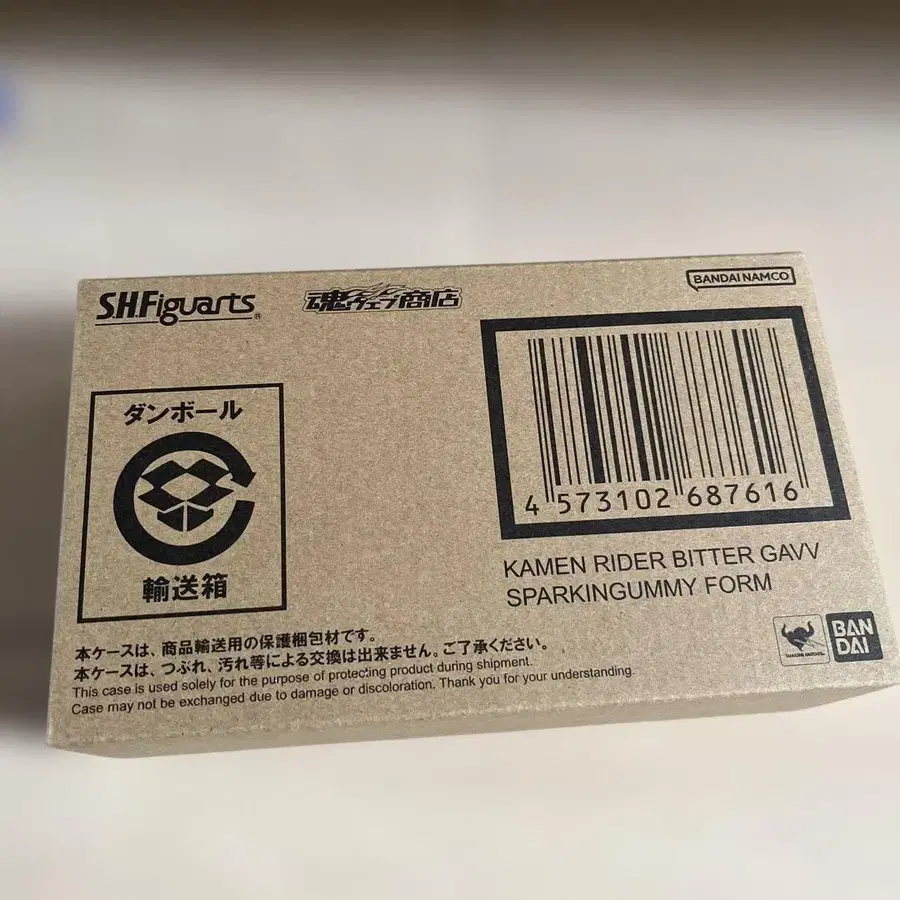 S.H.Figuarts®
魂ウェブ商店
BANDAI NAMCO
ダンボール
輸送箱
4 573102 687616
KAMEN RIDER BITTER GAVV
SPARKINGUMMY FORM
本ケースは、商品輸送用の保護梱包材です。
本ケースは、つぶれ、汚れ等による交換は出来ません。ご了承ください。
This case is used solely for the purpose of protecting product during shipment.
Case may not be exchanged due to damage or discoloration. Thank you for your understanding.
BAN
DAI